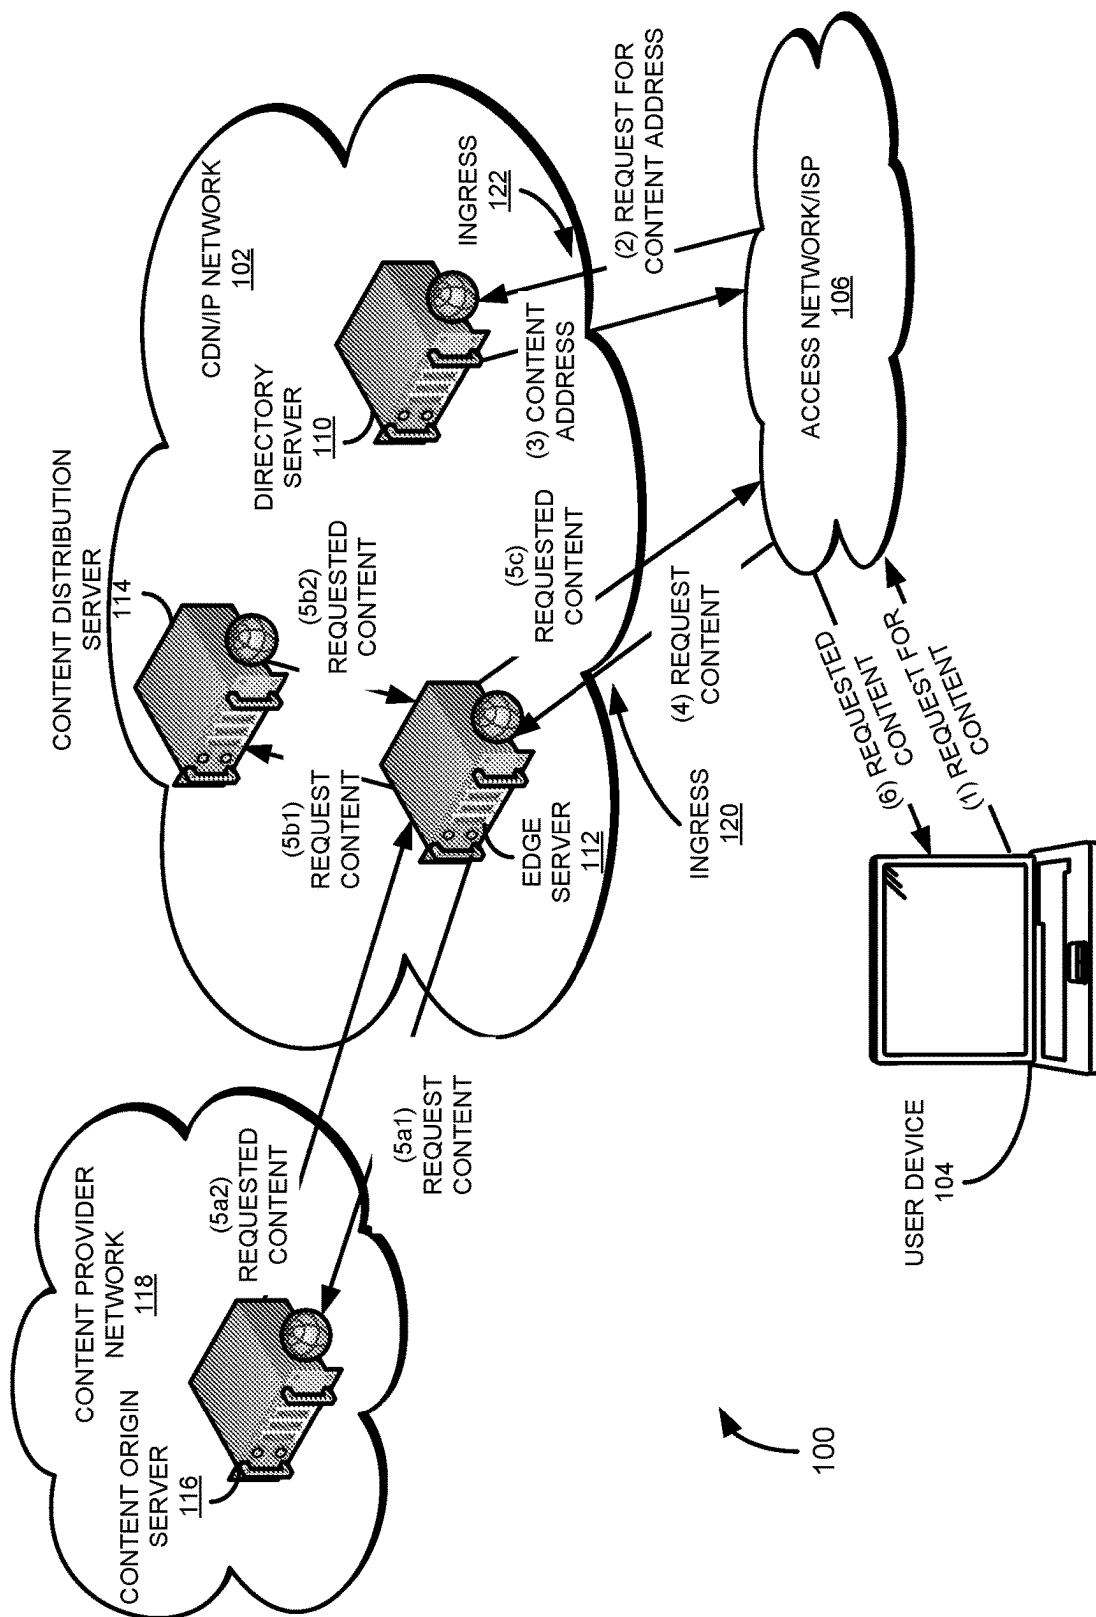 CONTENT PROVIDER
NETWORK
118
CONTENT ORIGIN
SERVER
116
(5a2)
REQUESTED
CONTENT
(5a1)
REQUEST
CONTENT
CONTENT DISTRIBUTION
SERVER
114
CDN/IP NETWORK
102
DIRECTORY
SERVER
110
(5b1)
REQUEST
CONTENT
(5b2)
REQUESTED
CONTENT
EDGE
SERVER
112
INGRESS
120
INGRESS
122
(2) REQUEST FOR
CONTENT ADDRESS
(3) CONTENT
ADDRESS
(5c)
REQUESTED
CONTENT
(4) REQUEST
CONTENT
ACCESS NETWORK/ISP
106
(6) REQUESTED
CONTENT
(1) REQUEST FOR
CONTENT
USER DEVICE
104
100